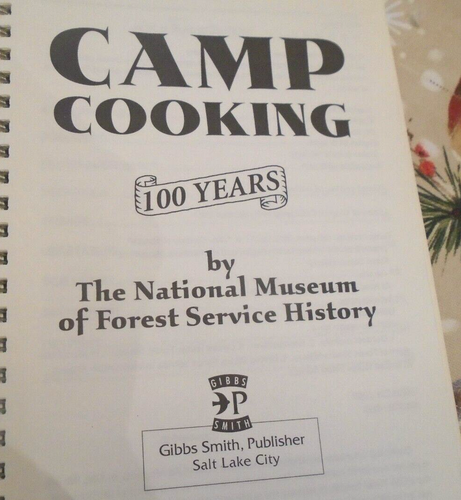 CAMP
COOKING
100 YEARS
by
The National Museum
of Forest Service History
GIBBS
P
SMITH
Gibbs Smith, Publisher
Salt Lake City